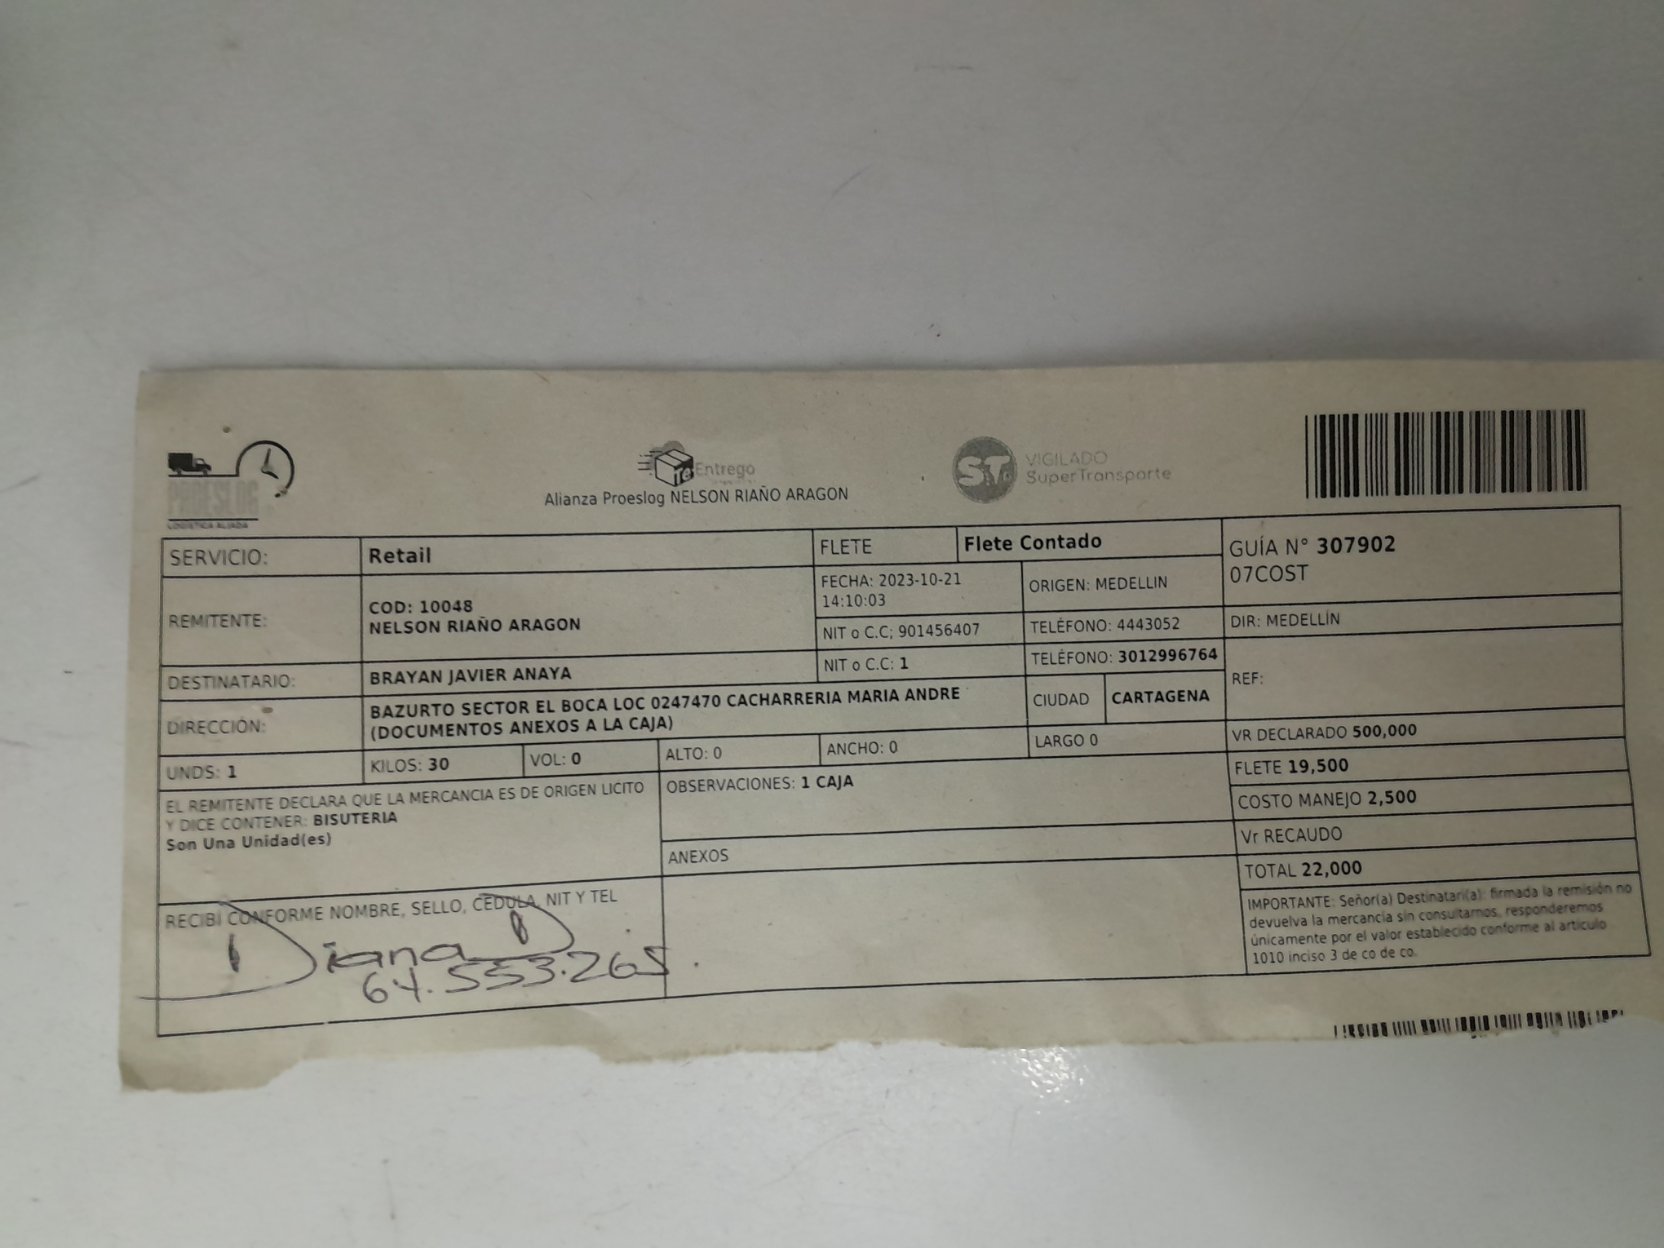 PROESLOG
LOGISTICA ALIADA
Entrego
Alianza Proeslog NELSON RIAÑO ARAGON
ST
VIGILADO
SuperTransporte
SERVICIO: Retail
FLETE Flete Contado
GUÍA N° 307902
07COST
REMITENTE:
COD: 10048
NELSON RIAÑO ARAGON
FECHA: 2023-10-21
14:10:03
ORIGEN: MEDELLIN
NIT o C.C; 901456407
TELÉFONO: 4443052
DIR: MEDELLÍN
DESTINATARIO: BRAYAN JAVIER ANAYA
NIT o C.C: 1
TELÉFONO: 3012996764
REF:
DIRECCIÓN:
BAZURTO SECTOR EL BOCA LOC 0247470 CACHARRERIA MARIA ANDRE
(DOCUMENTOS ANEXOS A LA CAJA)
CIUDAD CARTAGENA
VR DECLARADO 500,000
UNDS: 1
KILOS: 30
VOL: 0
ALTO: 0
ANCHO: 0
LARGO 0
FLETE 19,500
EL REMITENTE DECLARA QUE LA MERCANCIA ES DE ORIGEN LICITO
Y DICE CONTENER: BISUTERIA
Son Una Unidad(es)
OBSERVACIONES: 1 CAJA
COSTO MANEJO 2,500
Vr RECAUDO
ANEXOS
TOTAL 22,000
RECIBI CONFORME NOMBRE, SELLO, CEDULA, NIT Y TEL
Diana D
64.553.265.
IMPORTANTE: Señor(a) Destinatari(a): firmada la remisión no
devuelva la mercancia sin consultarnos, responderemos
únicamente por el valor establecido conforme al artículo
1010 inciso 3 de co de co.